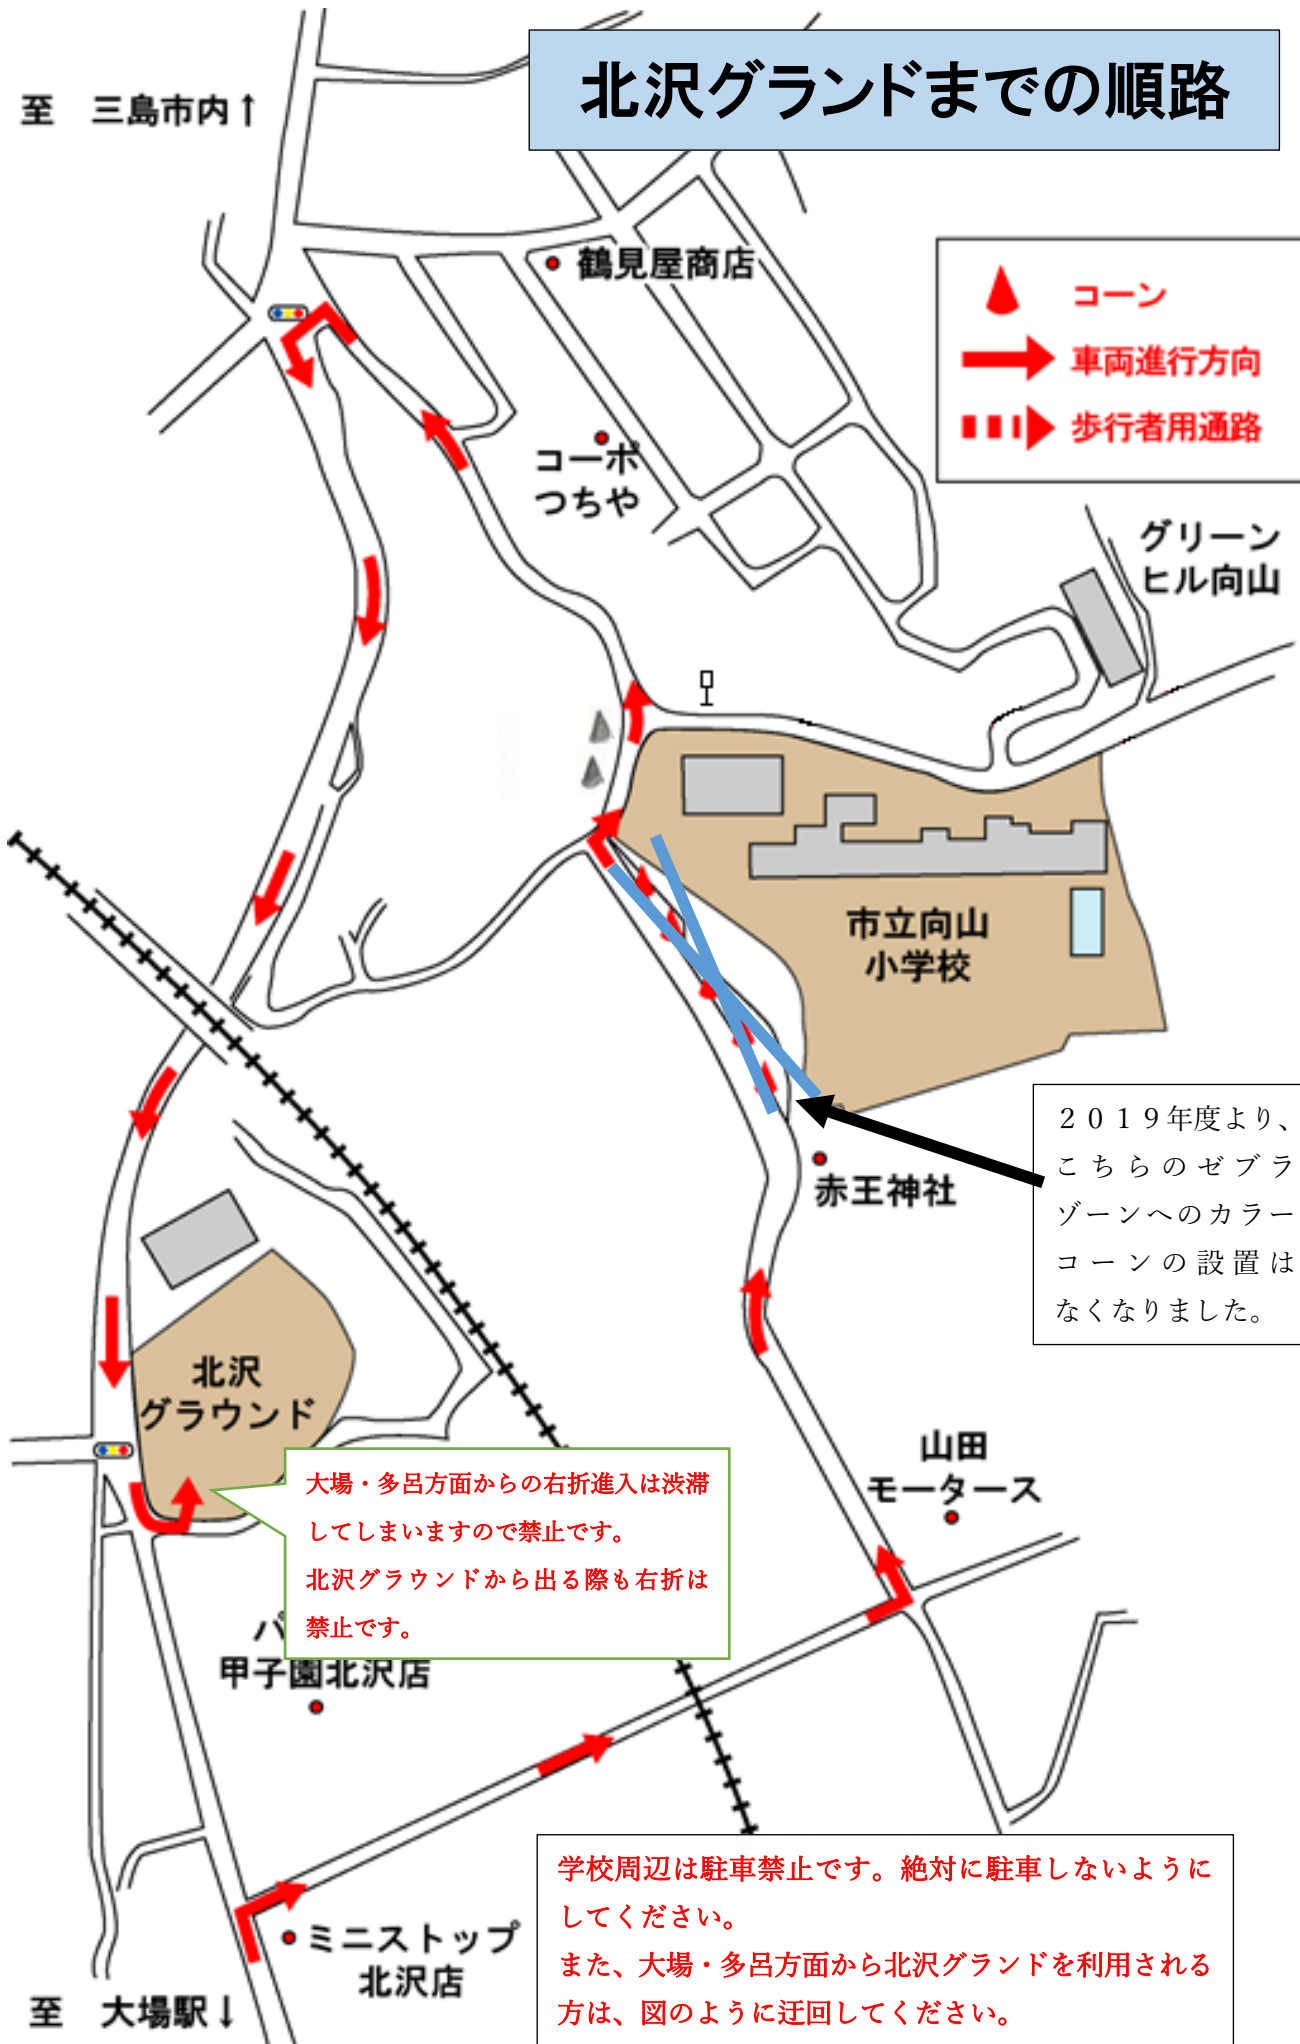 北沢グランドまでの順路
至 三島市内↑
鶴見屋商店
コーン
車両進行方向
歩行者用通路
コーポ
つちや
グリーン
ヒル向山
市立向山
小学校
２０１９年度より、
こちらのゼブラ
ゾーンへのカラー
コーンの設置は
なくなりました。
赤王神社
北沢
グラウンド
山田
モータース
大場・多呂方面からの右折進入は渋滞
してしまいますので禁止です。
北沢グラウンドから出る際も右折は
禁止です。
甲子園北沢店
学校周辺は駐車禁止です。絶対に駐車しないように
してください。
また、大場・多呂方面から北沢グランドを利用される
方は、図のように迂回してください。
ミニストップ
北沢店
至 大場駅↓